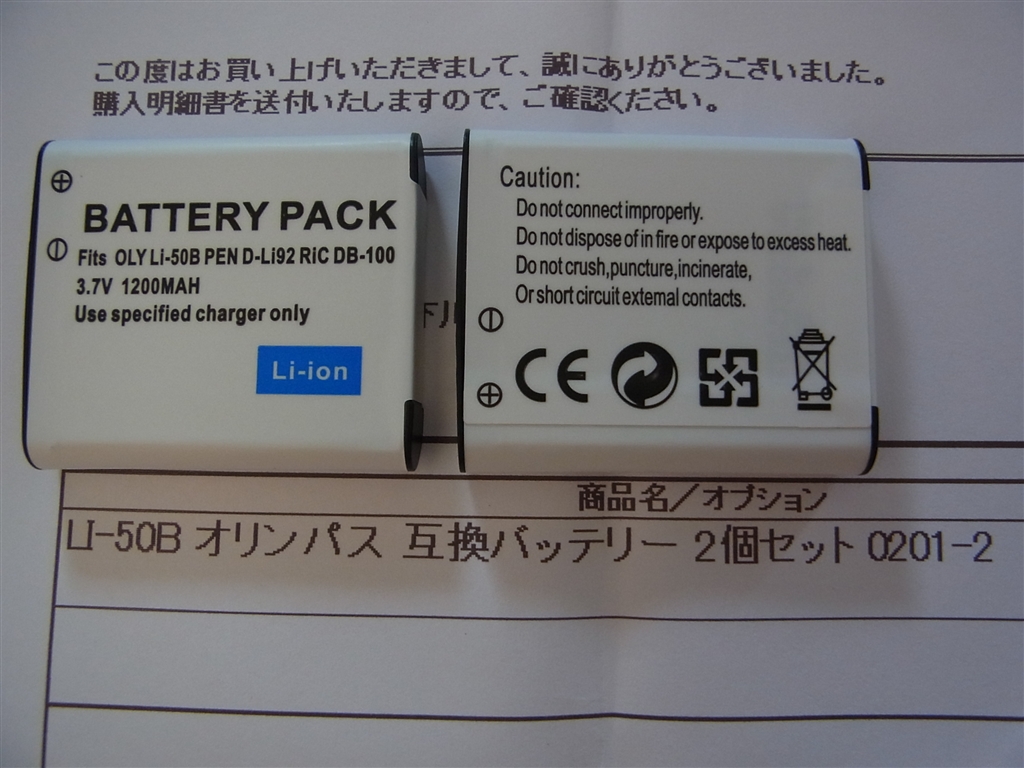 この度はお買い上げいただきまして、誠にありがとうございました。
購入明細書を送付いたしますので、ご確認ください。
BATTERY PACK
Fits OLY Li-50B PEN D-Li92 RiC DB-100
3.7V 1200MAH
Use specified charger only
Li-ion
Caution:
Do not connect improperly.
Do not dispose of in fire or expose to excess heat.
Do not crush,puncture,incinerate,
Or short circuit external contacts.
CE
商品名/オプション
LI-50B オリンパス 互換バッテリー 2個セット 0201-2